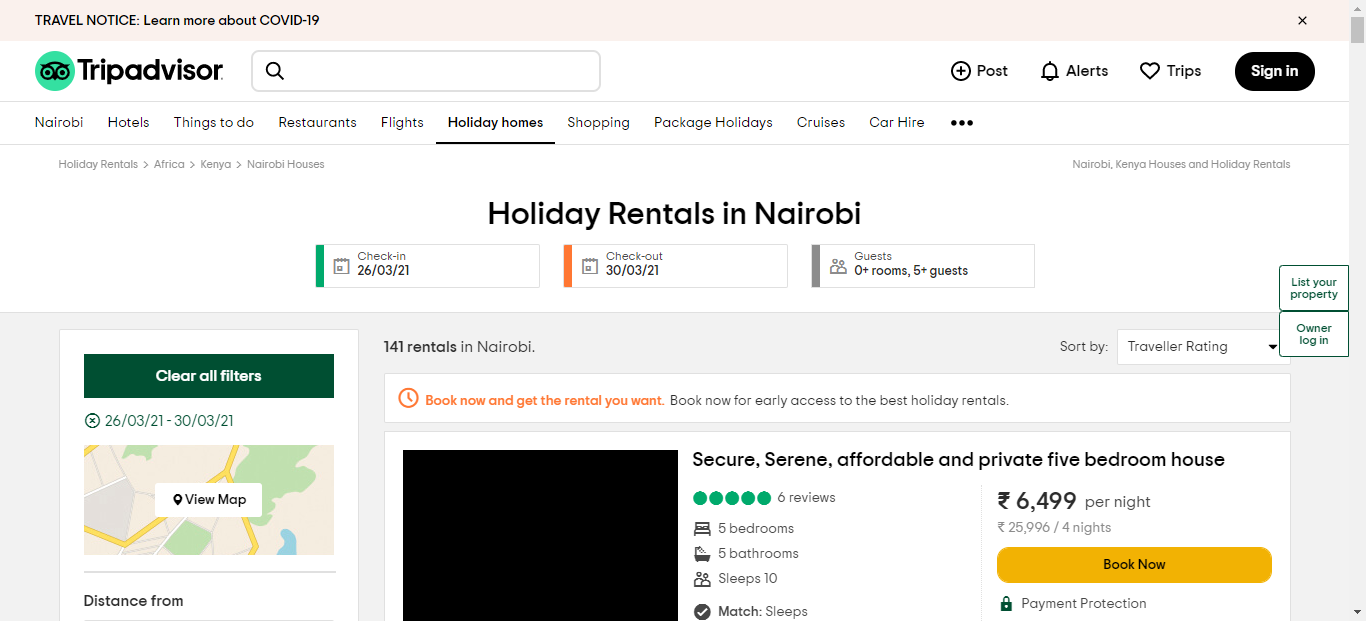 TRAVEL NOTICE: Learn more about COVID-19
Tripadvisor
Post
Alerts
Trips
Sign in
Nairobi
Hotels
Things to do
Restaurants
Flights
Holiday homes
Shopping
Package Holidays
Cruises
Car Hire
Holiday Rentals > Africa > Kenya > Nairobi Houses
Nairobi, Kenya Houses and Holiday Rentals
Holiday Rentals in Nairobi
Check-in
26/03/21
Check-out
30/03/21
Guests
0+ rooms, 5+ guests
List your
property
Owner
log in
Clear all filters
26/03/21 - 30/03/21
View Map
Distance from
141 rentals in Nairobi.
Sort by:
Traveller Rating
Book now and get the rental you want. Book now for early access to the best holiday rentals.
Secure, Serene, affordable and private five bedroom house
6 reviews
5 bedrooms
5 bathrooms
Sleeps 10
Match: Sleeps
₹ 6,499 per night
₹ 25,996 / 4 nights
Book Now
Payment Protection